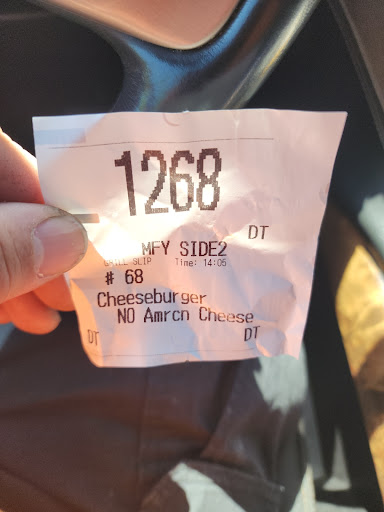 1268
DT
MFY SIDE2
GRILL SLIP Time: 14:05
# 68
Cheeseburger
NO Amrcn Cheese
DT DT